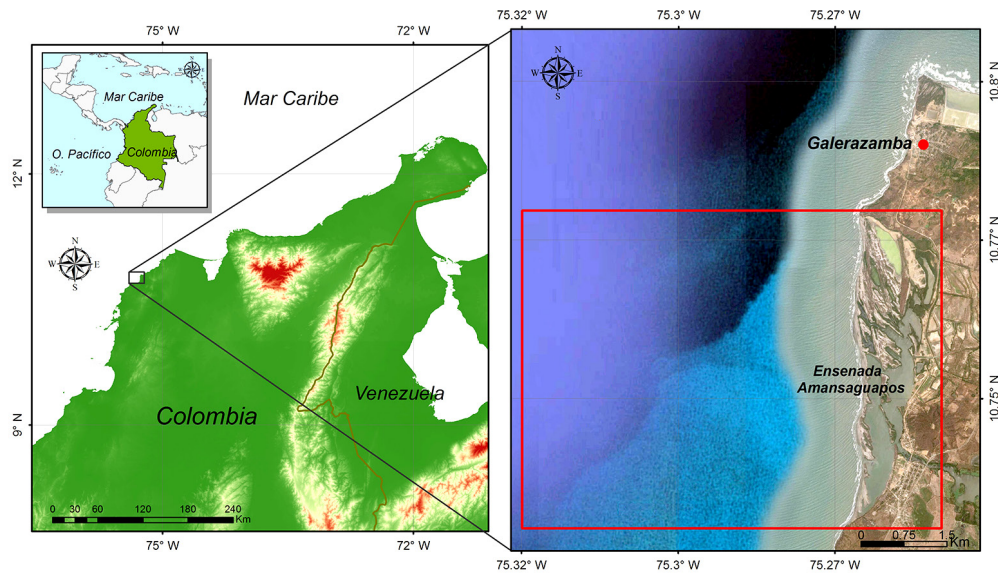 75° W
72° W
12° N
9° N
Mar Caribe
O. Pacífico
Colombia
N
W
E
S
Mar Caribe
N
W
E
S
Colombia
Venezuela
0 30 60 120 180 240
Km
75° W
72° W
75.32° W
75.3° W
75.27° W
N
W
E
S
10.8° N
Galerazamba
10.77° N
Ensenada
Amansaguapos
10.75° N
0 0.75 1.5
Km
75.32° W
75.3° W
75.27° W